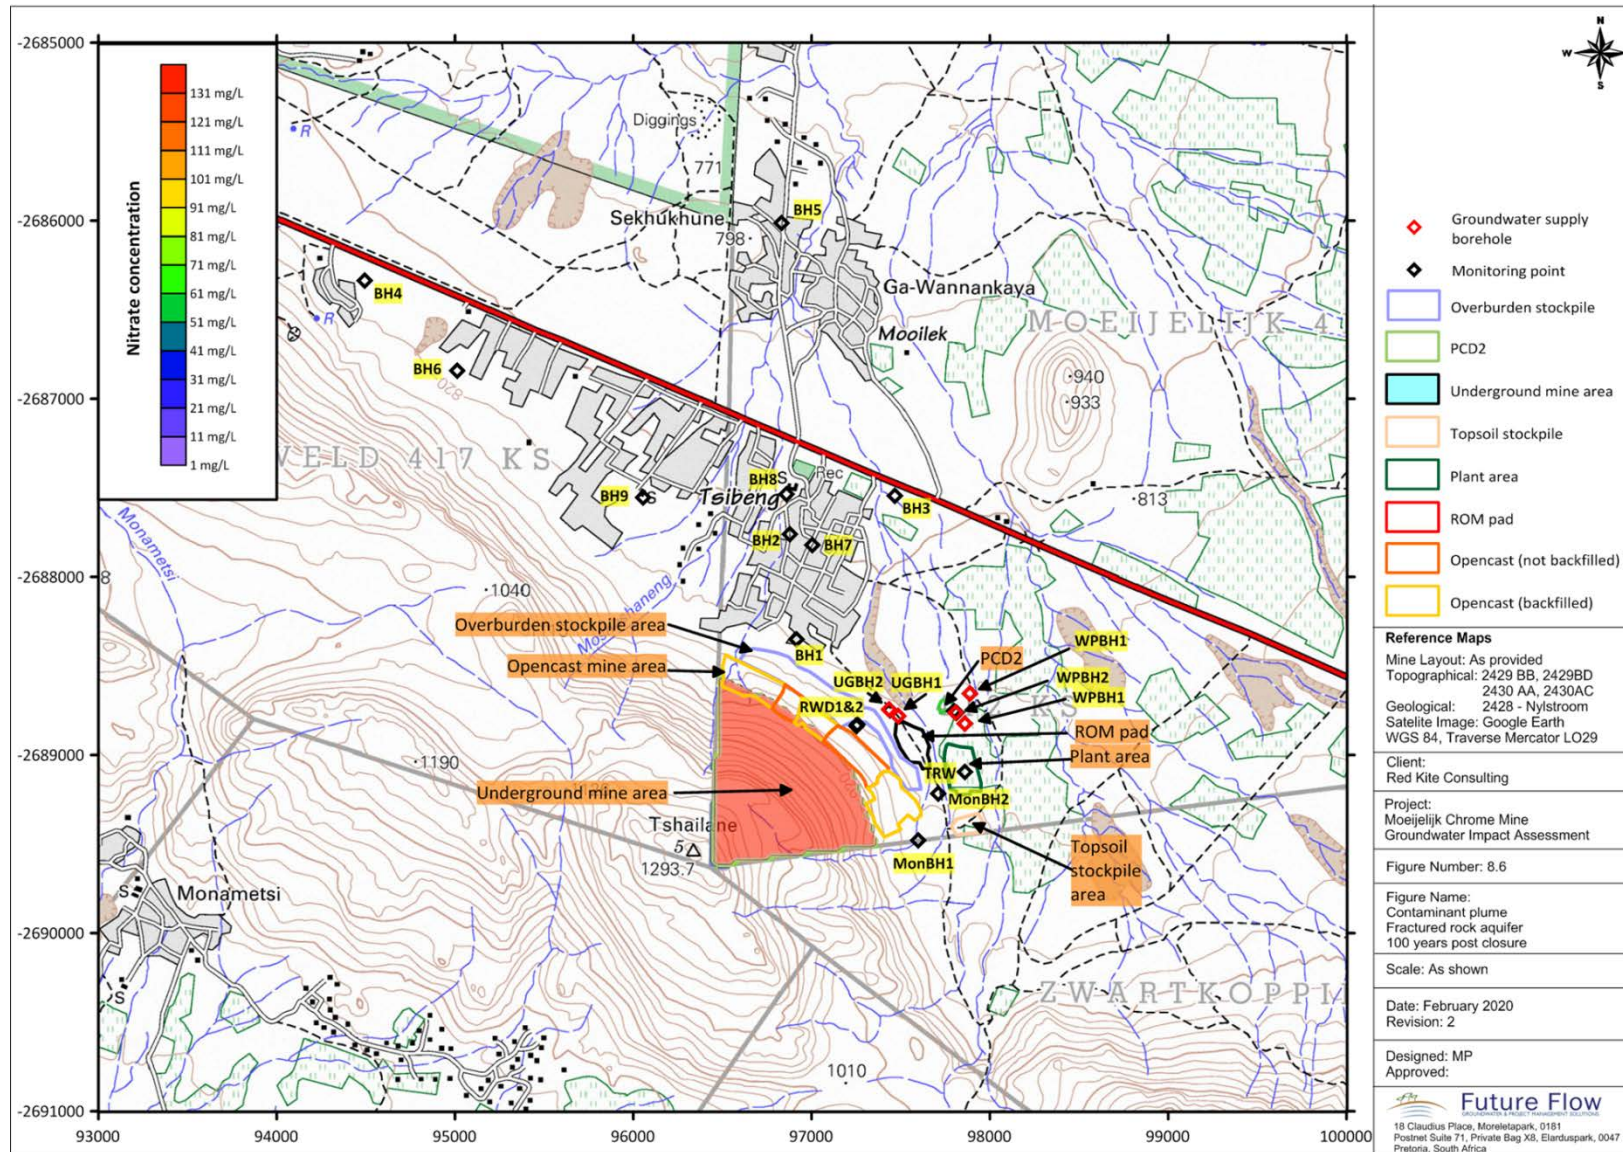 -2685000
-2686000
-2687000
-2688000
-2689000
-2690000
-2691000
93000
94000
95000
96000
97000
98000
99000
100000
Nitrate concentration
131 mg/L
121 mg/L
111 mg/L
101 mg/L
91 mg/L
81 mg/L
71 mg/L
61 mg/L
51 mg/L
41 mg/L
31 mg/L
21 mg/L
11 mg/L
1 mg/L
R
Diggings
771
Sekhukhune
798
BH5
Ga-Wannankaya
Mooilek
MOEIJELIJK 4
940
933
BH4
R
BH6
820
VELD 417 KS
BH9
S
BH8
S
Rec
Tsibeng
BH3
BH2
BH7
813
Monametsi
8
1040
Overburden stockpile area
Opencast mine area
BH1
UGBH2
UGBH1
PCD2
WPBH1
WPBH2
WPBH1
KS
RWD1&2
ROM pad
Plant area
1190
TRW
Underground mine area
MonBH2
Tshailane
5
1293.7
MonBH1
Topsoil
stockpile
area
Monametsi
S
S
ZWARTKOPPI
1010
N
W
E
S
Groundwater supply
borehole
Monitoring point
Overburden stockpile
PCD2
Underground mine area
Topsoil stockpile
Plant area
ROM pad
Opencast (not backfilled)
Opencast (backfilled)
Reference Maps
Mine Layout: As provided
Topographical: 2429 BB, 2429BD
2430 AA, 2430AC
Geological: 2428 - Nylstroom
Satelite Image: Google Earth
WGS 84, Traverse Mercator LO29
Client:
Red Kite Consulting
Project:
Moeijelijk Chrome Mine
Groundwater Impact Assessment
Figure Number: 8.6
Figure Name:
Contaminant plume
Fractured rock aquifer
100 years post closure
Scale: As shown
Date: February 2020
Revision: 2
Designed: MP
Approved:
Future Flow
GROUNDWATER & PROJECT MANAGEMENT SOLUTIONS
18 Claudius Place, Moreletapark, 0181
Postnet Suite 71, Private Bag X8, Elarduspark, 0047
Pretoria, South Africa